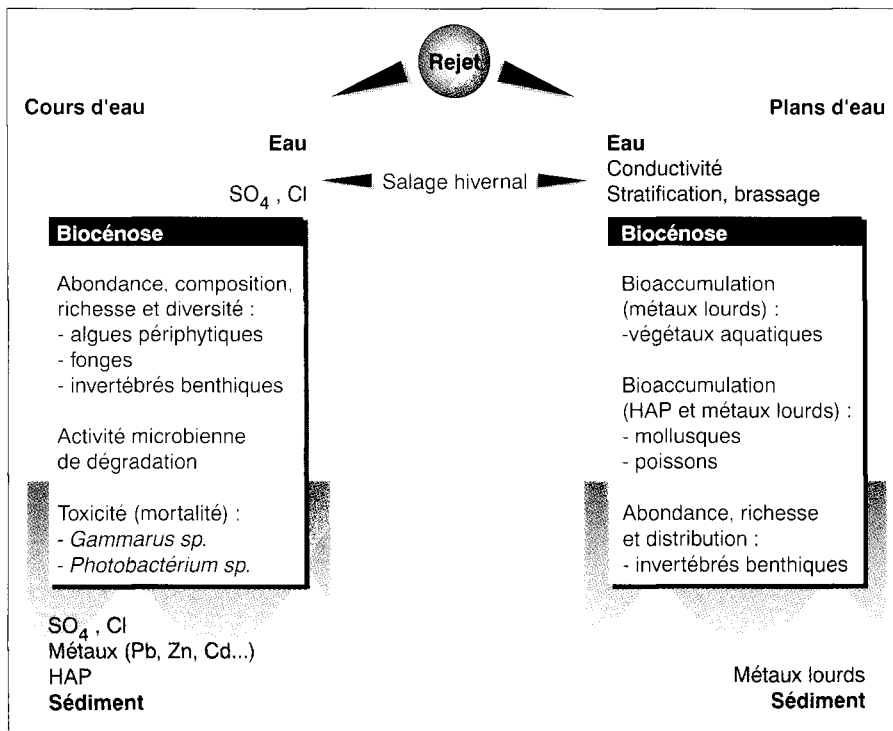 Rejet
Cours d'eau
Plans d'eau
Eau
SO4 , Cl
Salage hivernal
Eau
Conductivité
Stratification, brassage
Biocénose
Abondance, composition,
richesse et diversité :
- algues périphytiques
- fonges
- invertébrés benthiques
Activité microbienne
de dégradation
Toxicité (mortalité) :
- Gammarus sp.
- Photobactérium sp.
SO4 , Cl
Métaux (Pb, Zn, Cd...)
HAP
Sédiment
Biocénose
Bioaccumulation
(métaux lourds) :
-végétaux aquatiques
Bioaccumulation
(HAP et métaux lourds) :
- mollusques
- poissons
Abondance, richesse
et distribution :
- invertébrés benthiques
Métaux lourds
Sédiment